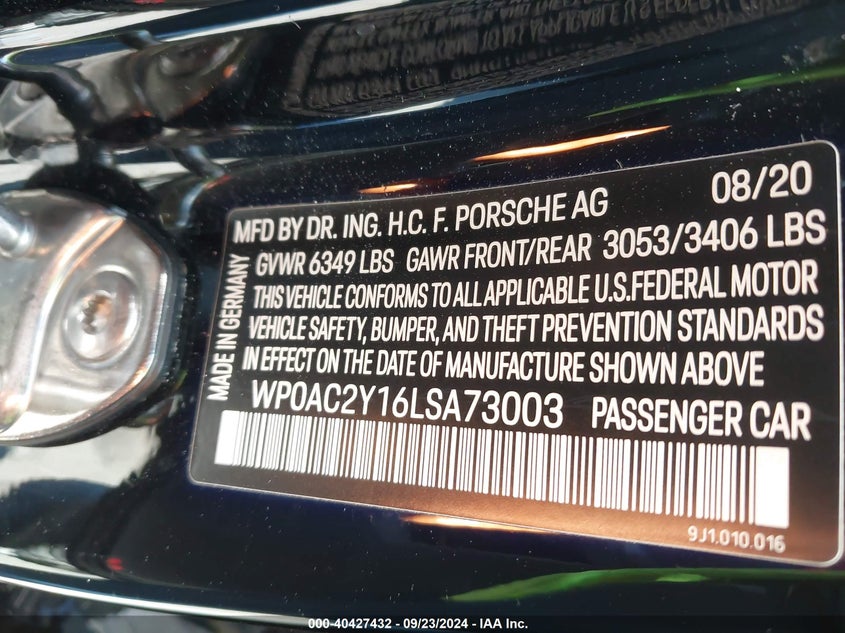 08/20
MFD BY DR. ING. H.C. F. PORSCHE AG
GVWR 6349 LBS GAWR FRONT/REAR 3053/3406 LBS
THIS VEHICLE CONFORMS TO ALL APPLICABLE U.S.FEDERAL MOTOR
VEHICLE SAFETY, BUMPER, AND THEFT PREVENTION STANDARDS
IN EFFECT ON THE DATE OF MANUFACTURE SHOWN ABOVE
WP0AC2Y16LSA73003 PASSENGER CAR
MADE IN GERMANY
9J1.010.016
000-40427432 - 09/23/2024 - IAA Inc.